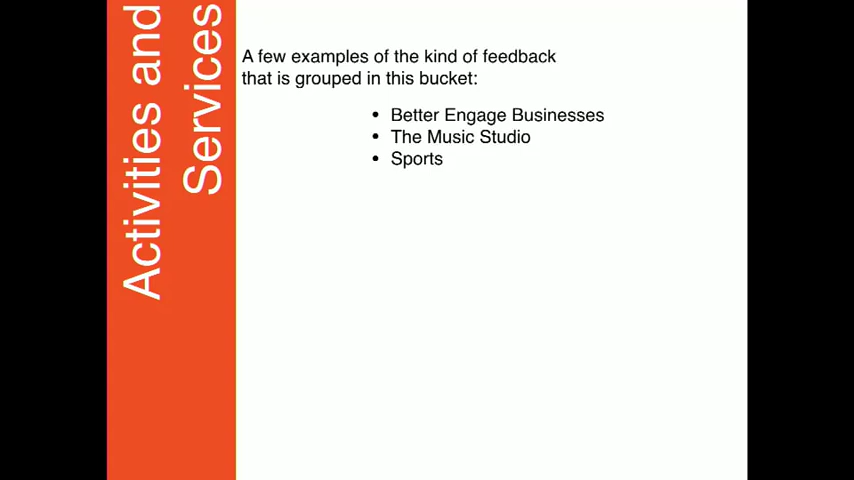 Activities and
Services
A few examples of the kind of feedback
that is grouped in this bucket:
• Better Engage Businesses
• The Music Studio
• Sports